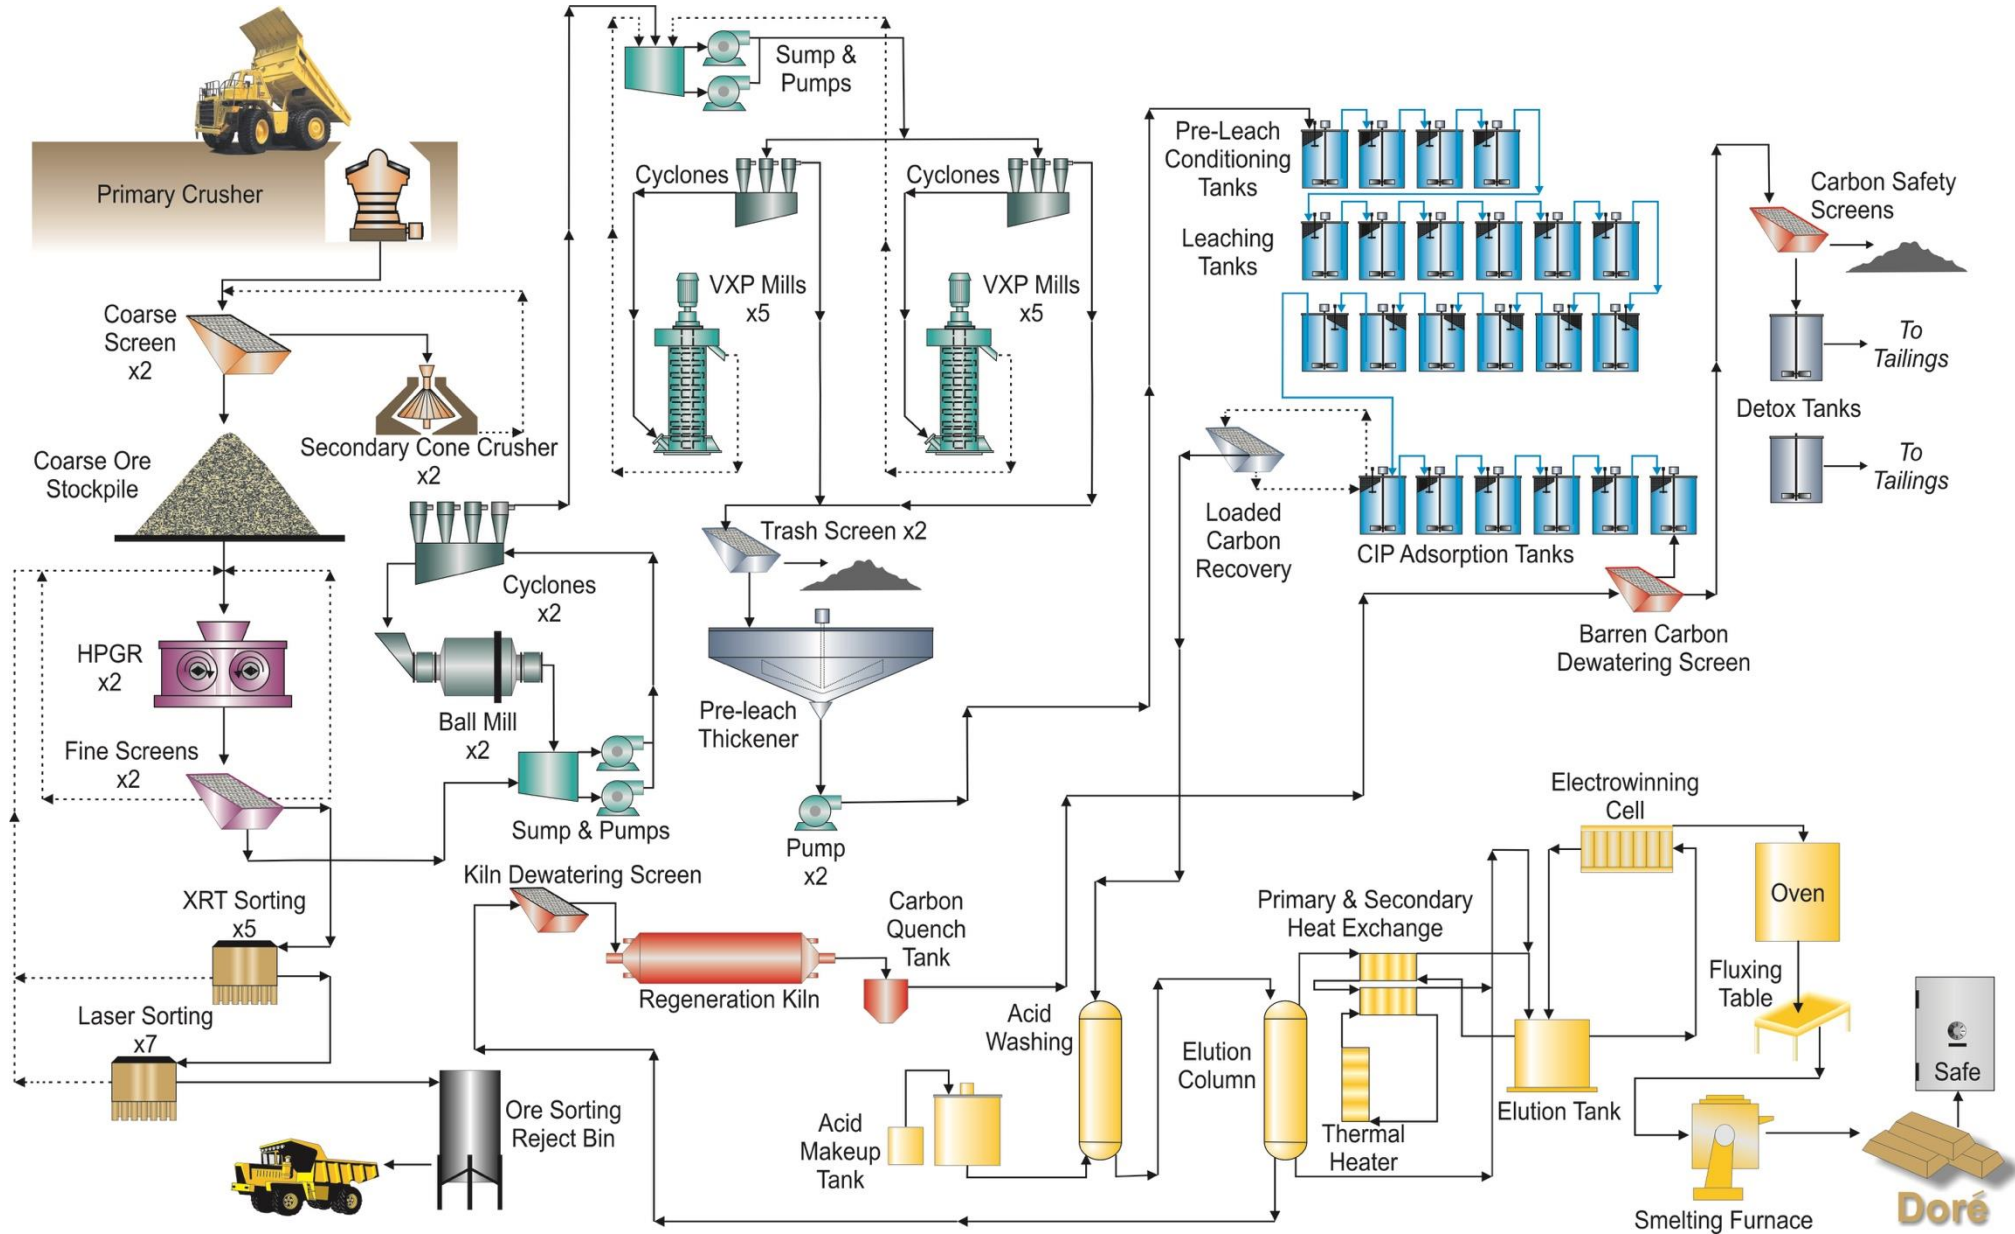 Primary Crusher
Coarse
Screen
x2
Secondary Cone Crusher
x2
Coarse Ore
Stockpile
HPGR
x2
Fine Screens
x2
XRT Sorting
x5
Laser Sorting
x7
Ore Sorting
Reject Bin
Cyclones
x2
Ball Mill
x2
Sump & Pumps
Sump &
Pumps
Cyclones
Cyclones
VXP Mills
x5
VXP Mills
x5
Trash Screen x2
Pre-leach
Thickener
Pump
x2
Pre-Leach
Conditioning
Tanks
Leaching
Tanks
Loaded
Carbon
Recovery
CIP Adsorption Tanks
Barren Carbon
Dewatering Screen
Carbon Safety
Screens
To
Tailings
Detox Tanks
To
Tailings
Kiln Dewatering Screen
Regeneration Kiln
Carbon
Quench
Tank
Acid
Washing
Acid
Makeup
Tank
Elution
Column
Primary & Secondary
Heat Exchange
Thermal
Heater
Elution Tank
Electrowinning
Cell
Oven
Fluxing
Table
Smelting Furnace
Safe
Doré